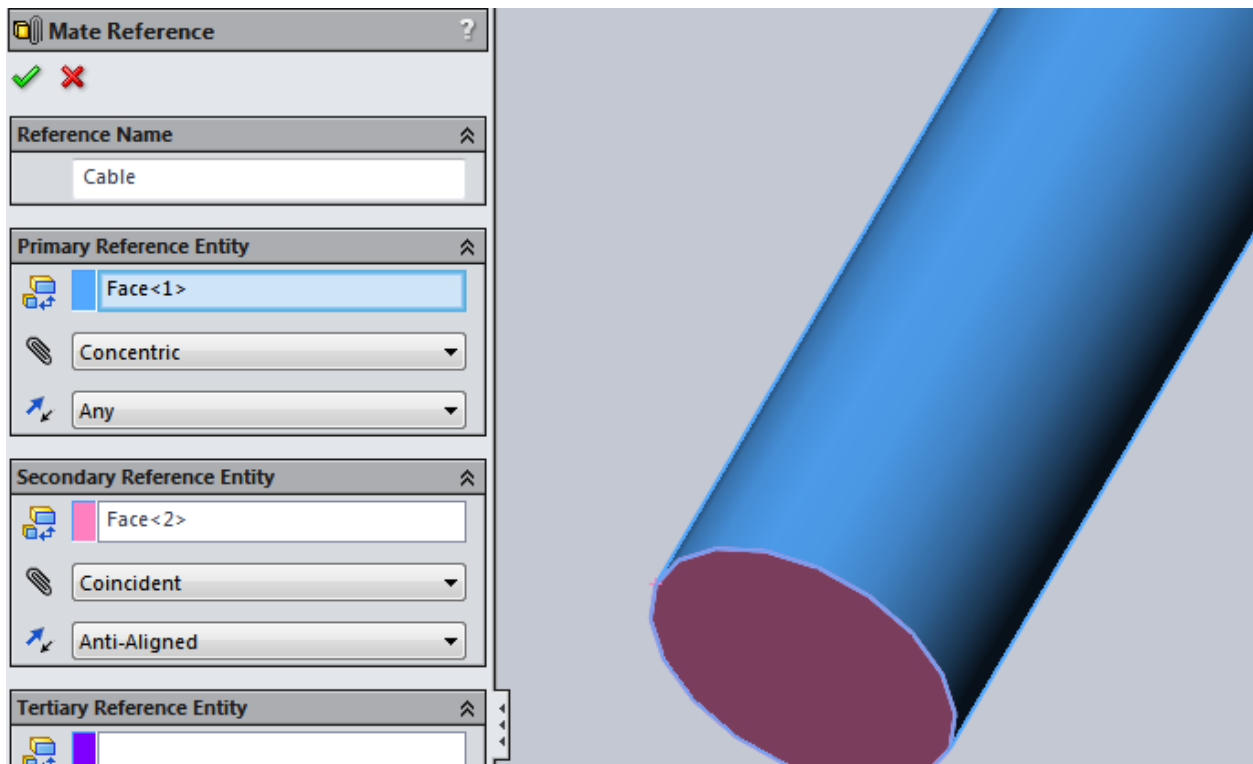 Mate Reference ?
Reference Name
Cable
Primary Reference Entity
Face<1>
Concentric
Any
Secondary Reference Entity
Face<2>
Coincident
Anti-Aligned
Tertiary Reference Entity